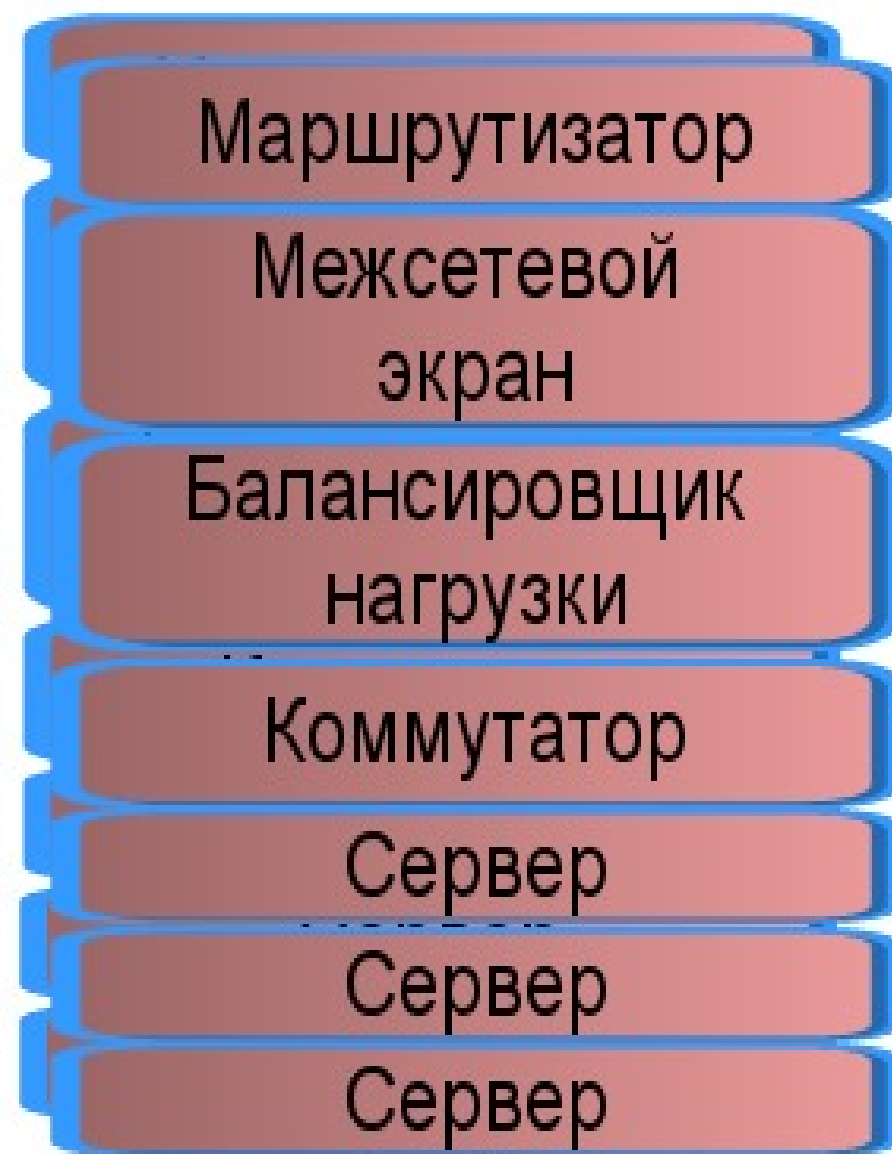 Маршрутизатор
Межсетевой
экран
Балансировщик
нагрузки
Коммутатор
Сервер
Сервер
Сервер